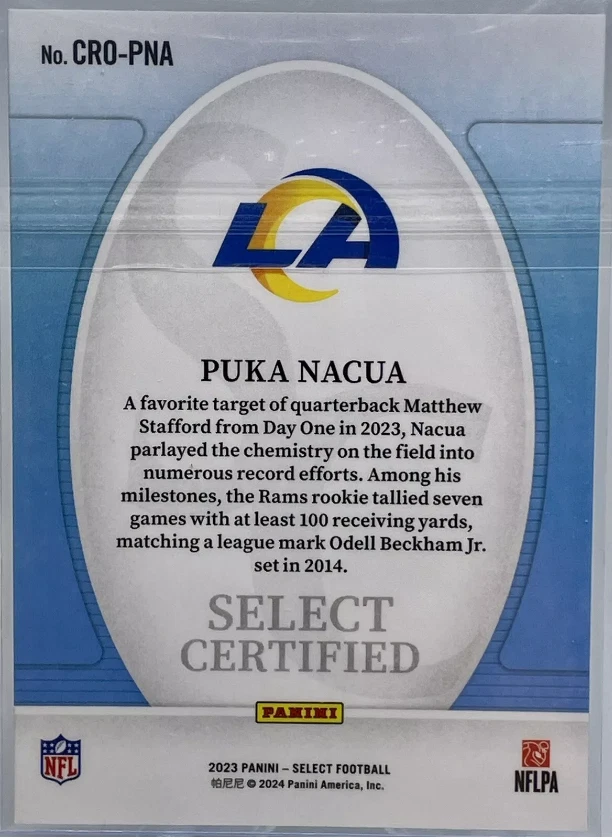 No. CRO-PNA
LA
PUKA NACUA
A favorite target of quarterback Matthew
Stafford from Day One in 2023, Nacua
parlayed the chemistry on the field into
numerous record efforts. Among his
milestones, the Rams rookie tallied seven
games with at least 100 receiving yards,
matching a league mark Odell Beckham Jr.
set in 2014.
SELECT
CERTIFIED
PANINI
NFL
2023 PANINI – SELECT FOOTBALL
帕尼尼 © 2024 Panini America, Inc.
NFLPA